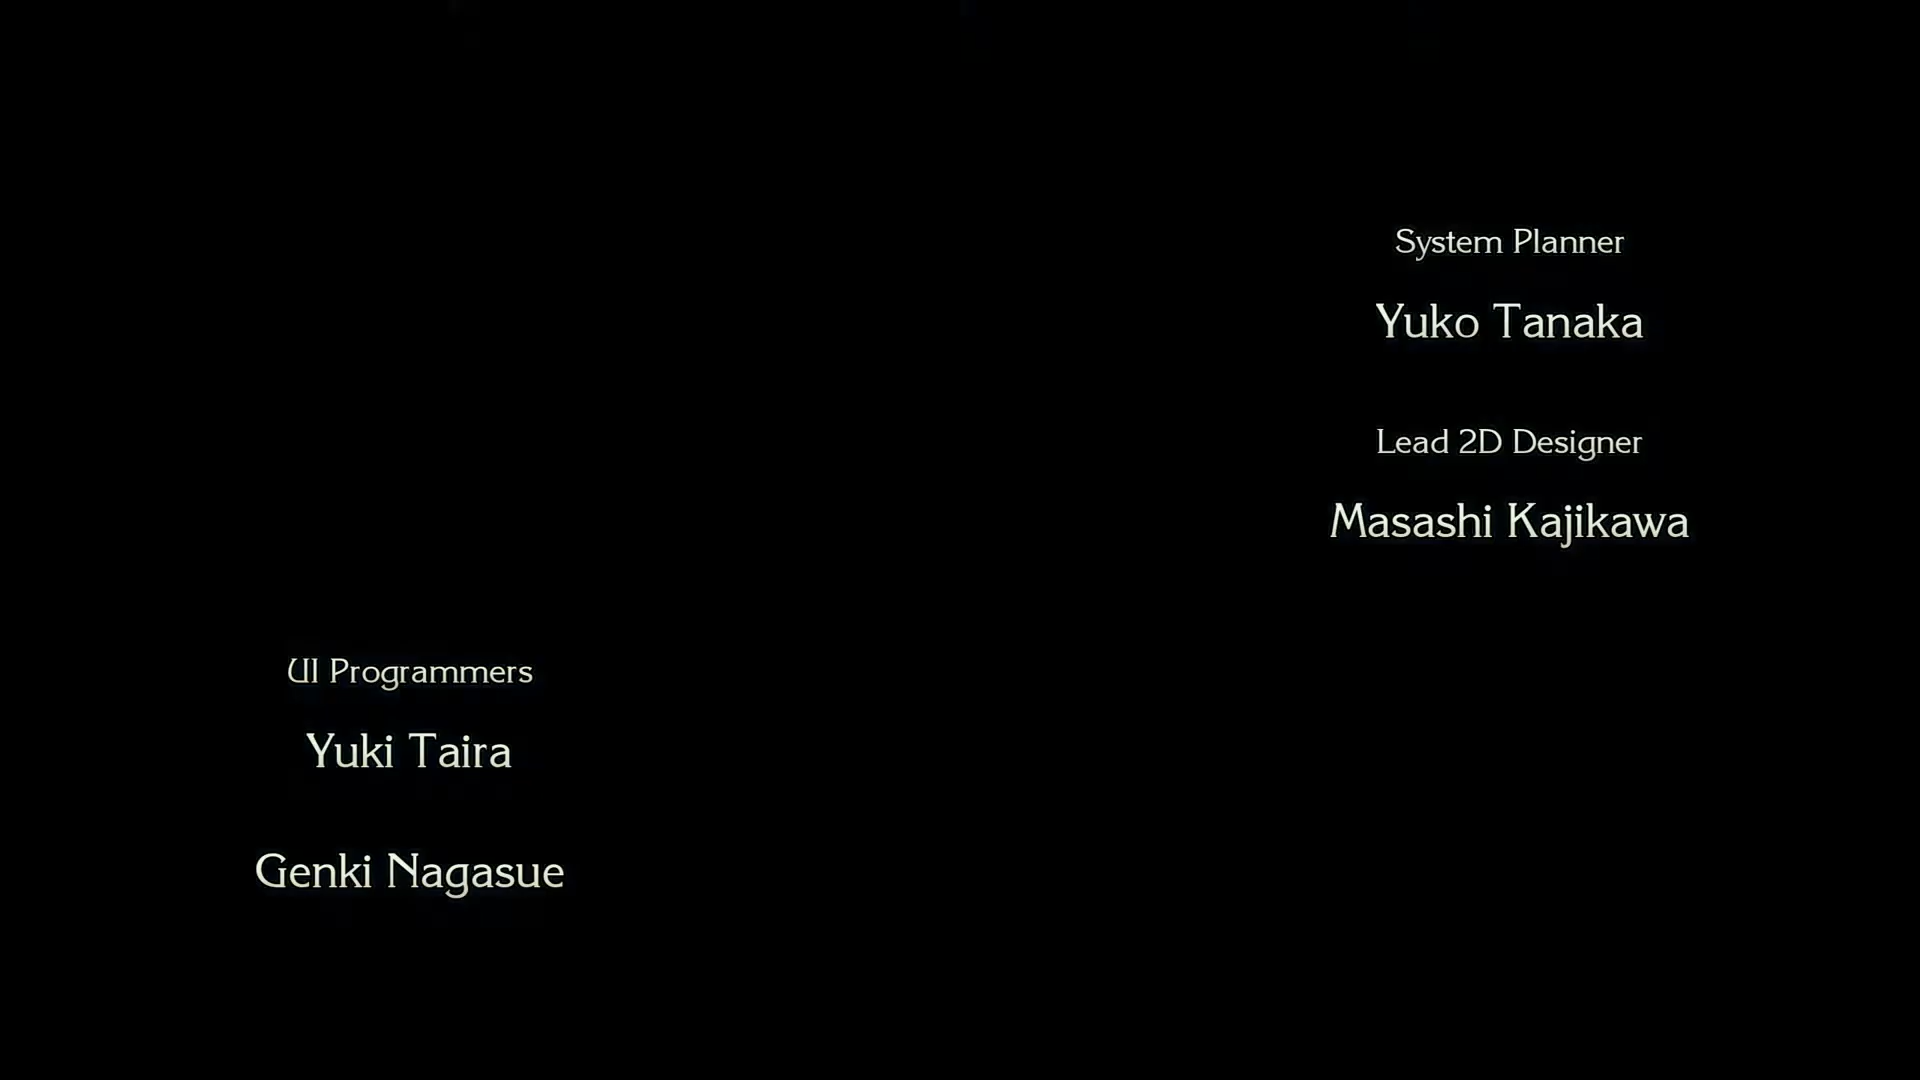 System Planner
Yuko Tanaka
Lead 2D Designer
Masashi Kajikawa
UI Programmers
Yuki Taira
Genki Nagasue